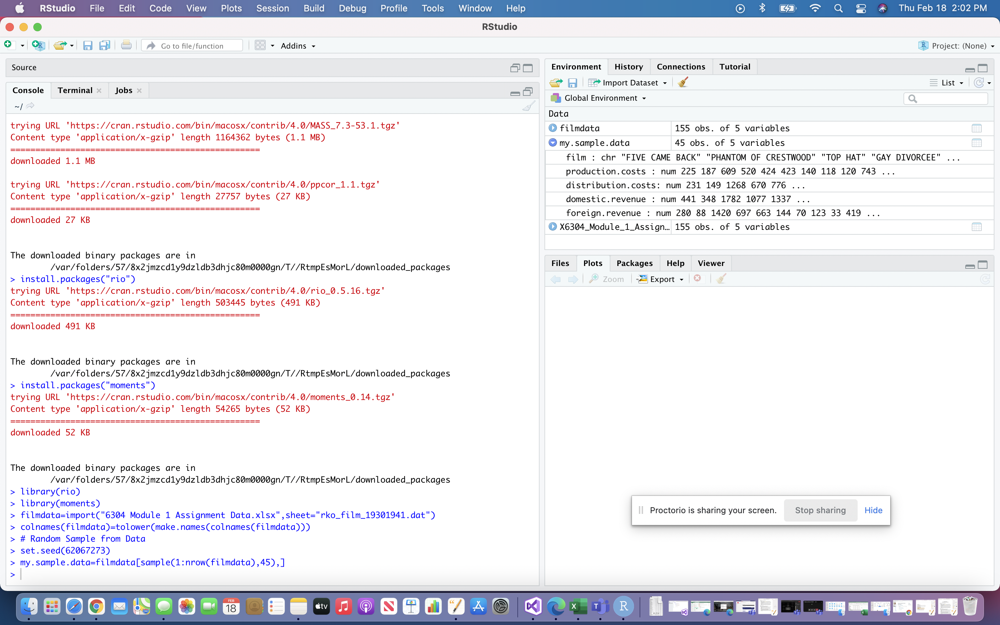 RStudio File Edit Code View Plots Session Build Debug Profile Tools Window Help Thu Feb 18 2:02 PM
RStudio
Go to file/function Addins Project: (None)
Source
Console Terminal Jobs
~/
trying URL 'https://cran.rstudio.com/bin/macosx/contrib/4.0/MASS_7.3-53.1.tgz'
Content type 'application/x-gzip' length 1164362 bytes (1.1 MB)
==================================================
downloaded 1.1 MB
trying URL 'https://cran.rstudio.com/bin/macosx/contrib/4.0/ppcor_1.1.tgz'
Content type 'application/x-gzip' length 27757 bytes (27 KB)
==================================================
downloaded 27 KB
The downloaded binary packages are in
/var/folders/57/8x2jmzcd1y9dzldb3dhjc80m0000gn/T//RtmpEsMorL/downloaded_packages
> install.packages("rio")
trying URL 'https://cran.rstudio.com/bin/macosx/contrib/4.0/rio_0.5.16.tgz'
Content type 'application/x-gzip' length 503445 bytes (491 KB)
==================================================
downloaded 491 KB
The downloaded binary packages are in
/var/folders/57/8x2jmzcd1y9dzldb3dhjc80m0000gn/T//RtmpEsMorL/downloaded_packages
> install.packages("moments")
trying URL 'https://cran.rstudio.com/bin/macosx/contrib/4.0/moments_0.14.tgz'
Content type 'application/x-gzip' length 54265 bytes (52 KB)
==================================================
downloaded 52 KB
The downloaded binary packages are in
/var/folders/57/8x2jmzcd1y9dzldb3dhjc80m0000gn/T//RtmpEsMorL/downloaded_packages
> library(rio)
> library(moments)
> filmdata=import("6304 Module 1 Assignment Data.xlsx",sheet="rko_film_19301941.dat")
> colnames(filmdata)=tolower(make.names(colnames(filmdata)))
> # Random Sample from Data
> set.seed(62067273)
> my.sample.data=filmdata[sample(1:nrow(filmdata),45),]
>
Environment History Connections Tutorial
Import Dataset List
Global Environment
Data
filmdata 155 obs. of 5 variables
my.sample.data 45 obs. of 5 variables
film : chr "FIVE CAME BACK" "PHANTOM OF CRESTWOOD" "TOP HAT" "GAY DIVORCEE" ...
production.costs : num 225 187 609 520 424 423 140 118 120 743 ...
distribution.costs: num 231 149 1268 670 776 ...
domestic.revenue : num 441 348 1782 1077 1337 ...
foreign.revenue : num 280 88 1420 697 663 144 70 123 33 419 ...
X6304_Module_1_Assign... 155 obs. of 5 variables
Files Plots Packages Help Viewer
Zoom Export
Proctorio is sharing your screen. Stop sharing Hide
FEB
18
tv
X
T
R
XLSX